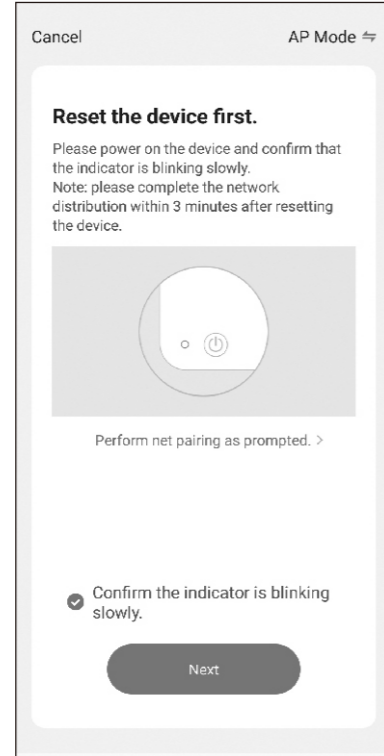 Cancel
AP Mode ⇋
Reset the device first.
Please power on the device and confirm that
the indicator is blinking slowly.
Note: please complete the network
distribution within 3 minutes after resetting
the device.
Perform net pairing as prompted. >
Confirm the indicator is blinking
slowly.
Next